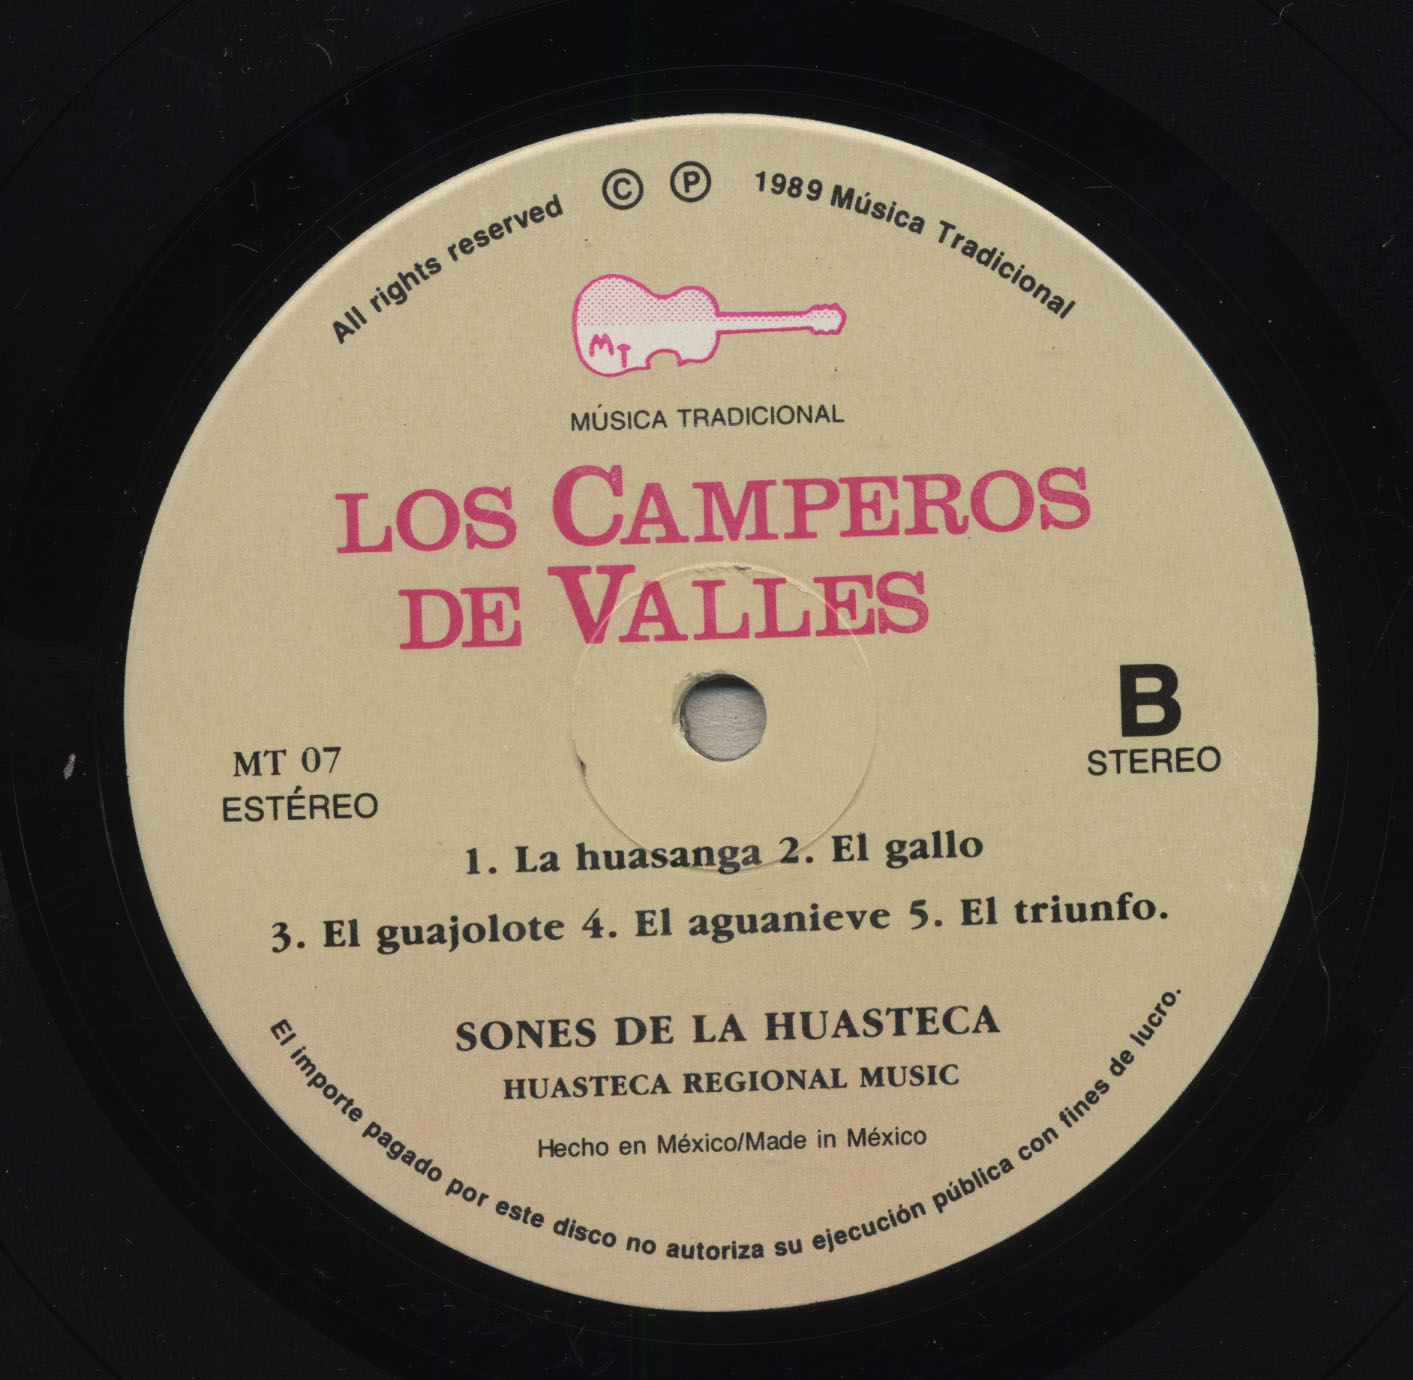 All rights reserved © ℗ 1989 Música Tradicional
MT
MÚSICA TRADICIONAL
LOS CAMPEROS
DE VALLES
B
STEREO
MT 07
ESTÉREO
1. La huasanga 2. El gallo
3. El guajolote 4. El aguanieve 5. El triunfo.
SONES DE LA HUASTECA
HUASTECA REGIONAL MUSIC
Hecho en México/Made in México
El importe pagado por este disco no autoriza su ejecución pública con fines de lucro.